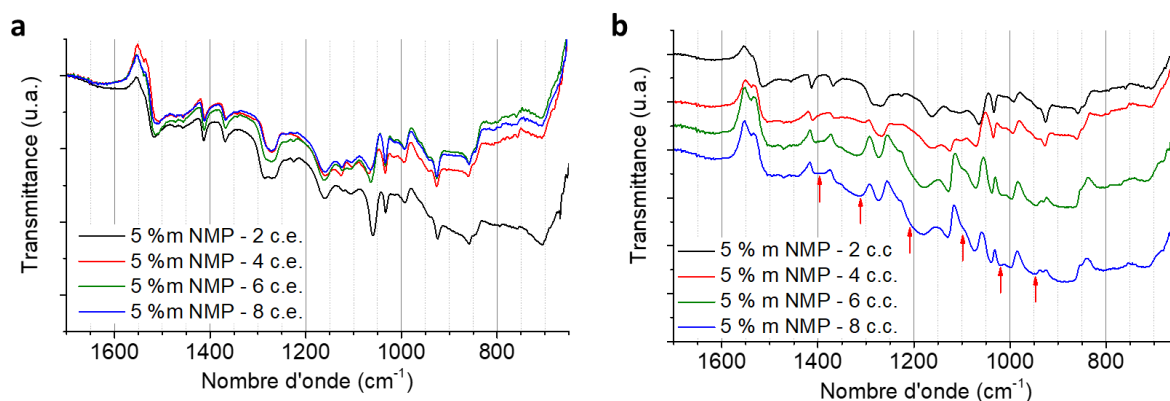 a
Transmittance (u.a.)
5 %m NMP - 2 c.e.
5 %m NMP - 4 c.e.
5 %m NMP - 6 c.e.
5 %m NMP - 8 c.e.
1600 1400 1200 1000 800
Nombre d'onde (cm⁻¹)
b
Transmittance (u.a.)
5 % m NMP - 2 c.c
5 % m NMP - 4 c.c.
5 % m NMP - 6 c.c.
5 % m NMP - 8 c.c.
1600 1400 1200 1000 800
Nombre d'onde (cm⁻¹)